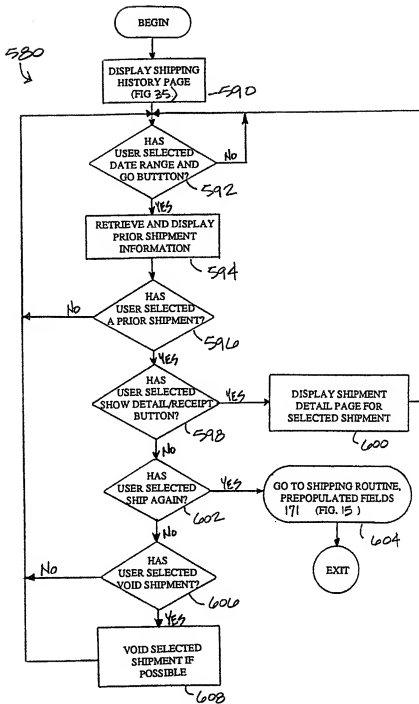 BEGIN
580
DISPLAY SHIPPING
HISTORY PAGE
(FIG 35)
590
HAS
USER SELECTED
DATE RANGE AND
GO BUTTTON?
NO
592
YES
RETRIEVE AND DISPLAY
PRIOR SHIPMENT
INFORMATION
594
HAS
USER SELECTED
A PRIOR SHIPMENT?
NO
596
YES
HAS
USER SELECTED
SHOW DETAIL/RECEIPT
BUTTON?
YES
598
DISPLAY SHIPMENT
DETAIL PAGE FOR
SELECTED SHIPMENT
600
NO
HAS
USER SELECTED
SHIP AGAIN?
YES
602
GO TO SHIPPING ROUTINE,
PREPOPULATED FIELDS
171 (FIG. 15)
604
NO
EXIT
HAS
USER SELECTED
VOID SHIPMENT?
NO
606
YES
VOID SELECTED
SHIPMENT IF
POSSIBLE
608